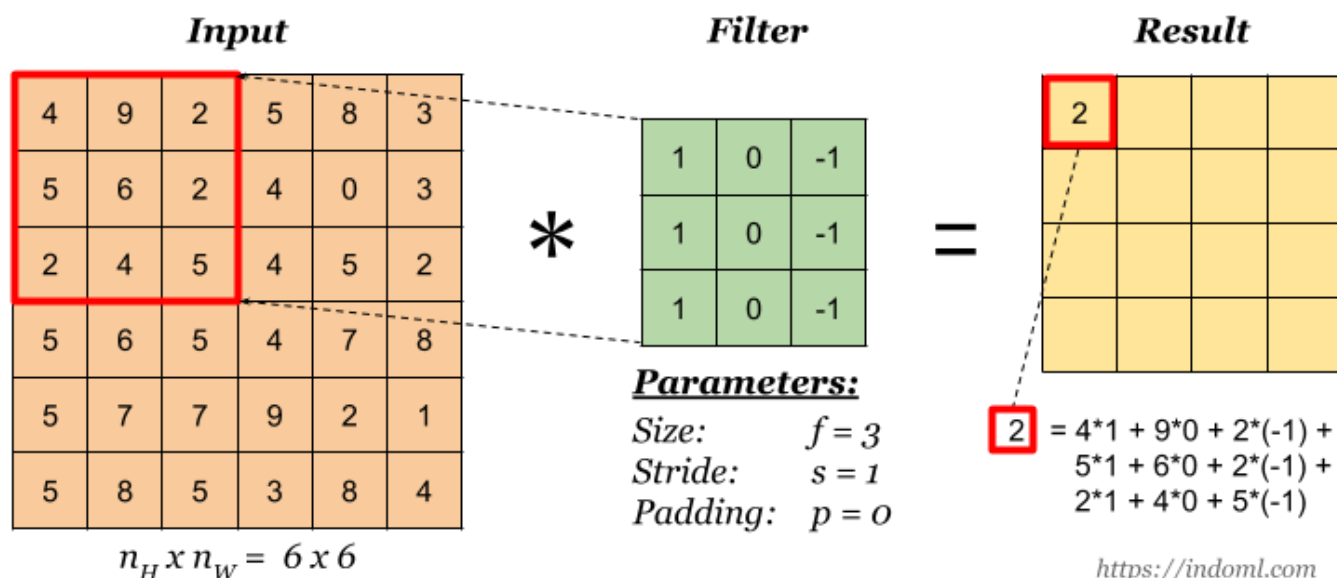 Input
Filter
Result
4 9 2 5 8 3
5 6 2 4 0 3
2 4 5 4 5 2
5 6 5 4 7 8
5 7 7 9 2 1
5 8 5 3 8 4
n_H x n_W = 6 x 6
*
1 0 -1
1 0 -1
1 0 -1
Parameters:
Size: f = 3
Stride: s = 1
Padding: p = 0
=
2
2 = 4*1 + 9*0 + 2*(-1) +
5*1 + 6*0 + 2*(-1) +
2*1 + 4*0 + 5*(-1)
https://indoml.com